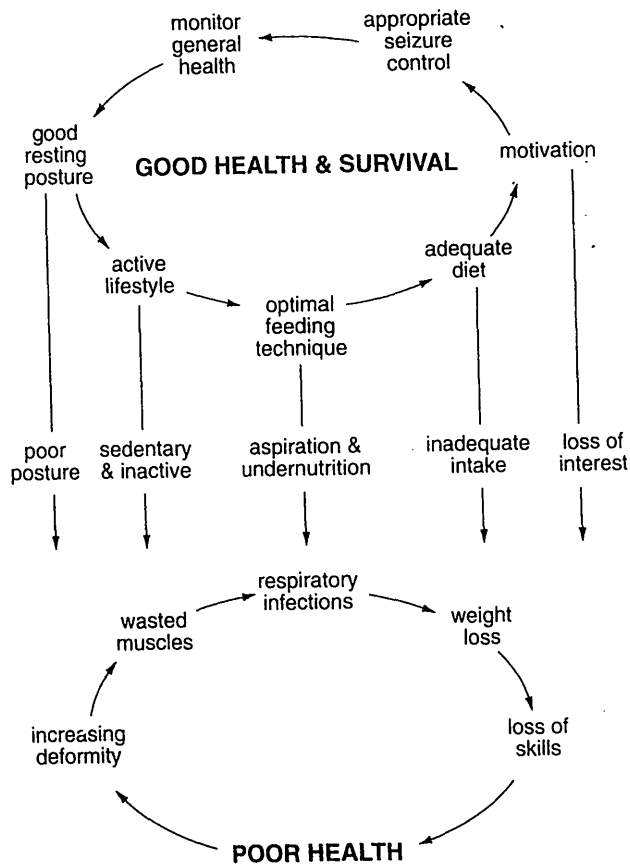 monitor
general
health
appropriate
seizure
control
good
resting
posture
GOOD HEALTH & SURVIVAL
motivation
active
lifestyle
optimal
feeding
technique
adequate
diet
poor
posture
sedentary
& inactive
aspiration &
undernutrition
inadequate
intake
loss of
interest
respiratory
infections
wasted
muscles
weight
loss
increasing
deformity
loss of
skills
POOR HEALTH